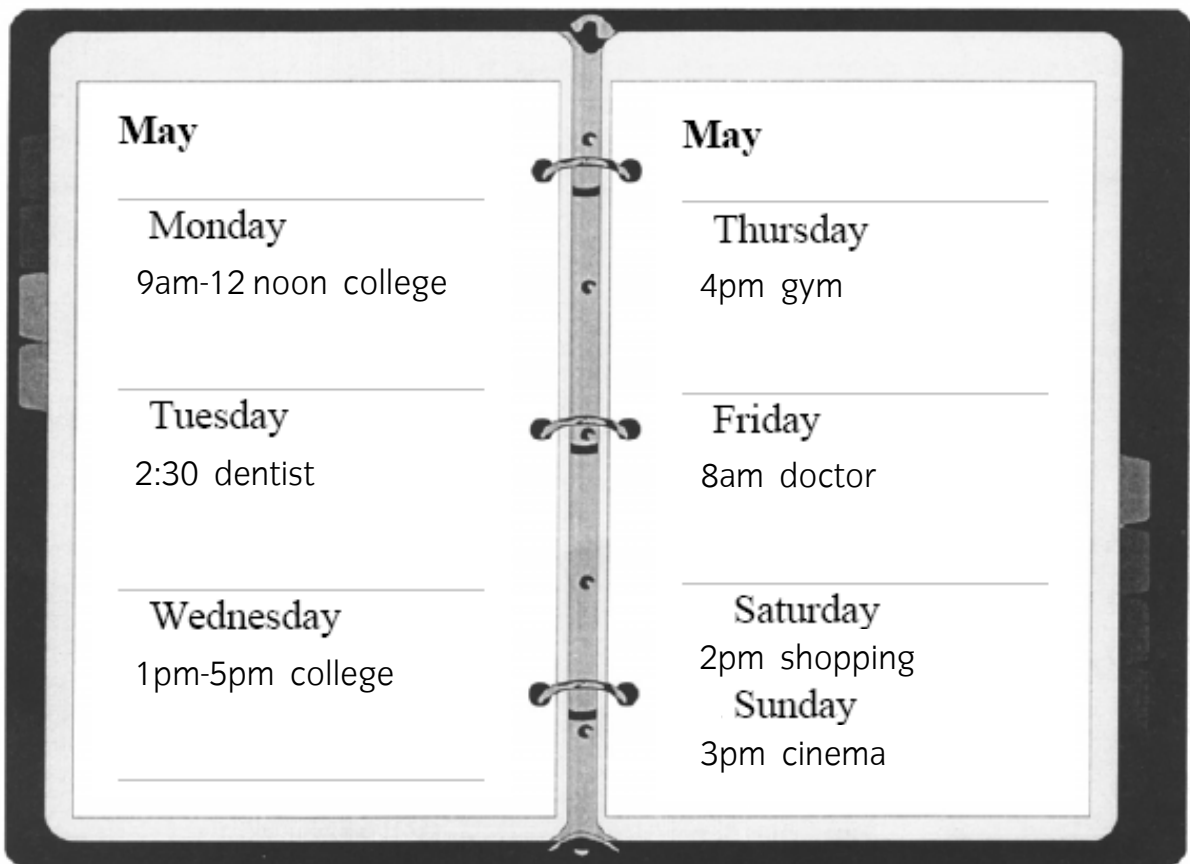 May
Monday
9am-12 noon college
Tuesday
2:30 dentist
Wednesday
1pm-5pm college
May
Thursday
4pm gym
Friday
8am doctor
Saturday
2pm shopping
Sunday
3pm cinema